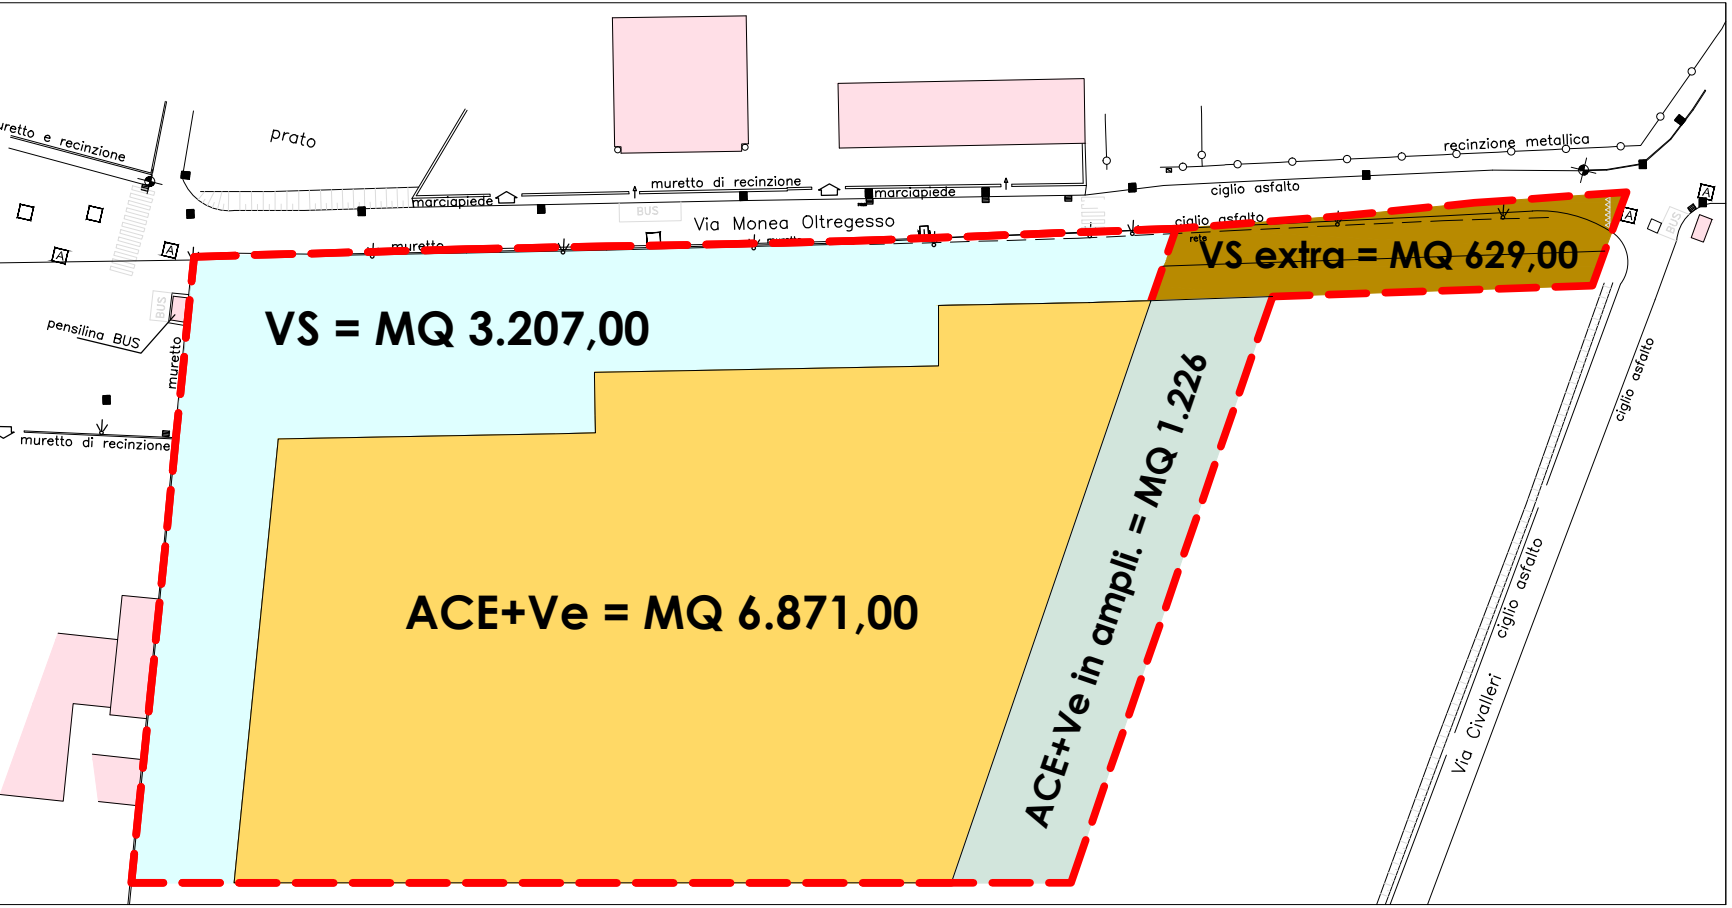 uretto e recinzione
prato
muretto di recinzione
marciapiede
marciapiede
recinzione metallica
ciglio asfalto
ciglio asfalto
BUS
Via Monea Oltregesso
muretto
rete
A
A
A
A
BUS
VS extra = MQ 629,00
BUS
pensilina BUS
muretto
VS = MQ 3.207,00
muretto di recinzione
ACE+Ve in ampli. = MQ 1.226
ciglio asfalto
ACE+Ve = MQ 6.871,00
ciglio asfalto
Via Civalleri